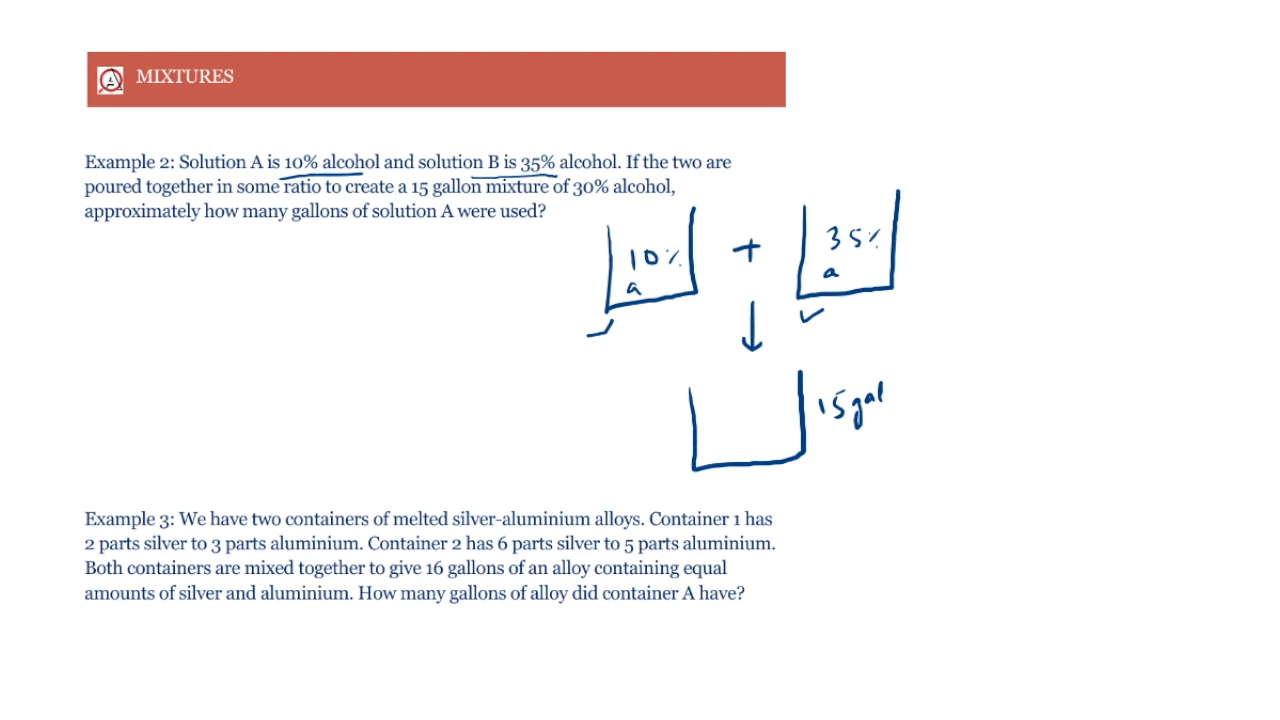 MIXTURES
Example 2: Solution A is 10% alcohol and solution B is 35% alcohol. If the two are
poured together in some ratio to create a 15 gallon mixture of 30% alcohol,
approximately how many gallons of solution A were used?
10%
a
+
35%
a
15 gal
Example 3: We have two containers of melted silver-aluminium alloys. Container 1 has
2 parts silver to 3 parts aluminium. Container 2 has 6 parts silver to 5 parts aluminium.
Both containers are mixed together to give 16 gallons of an alloy containing equal
amounts of silver and aluminium. How many gallons of alloy did container A have?